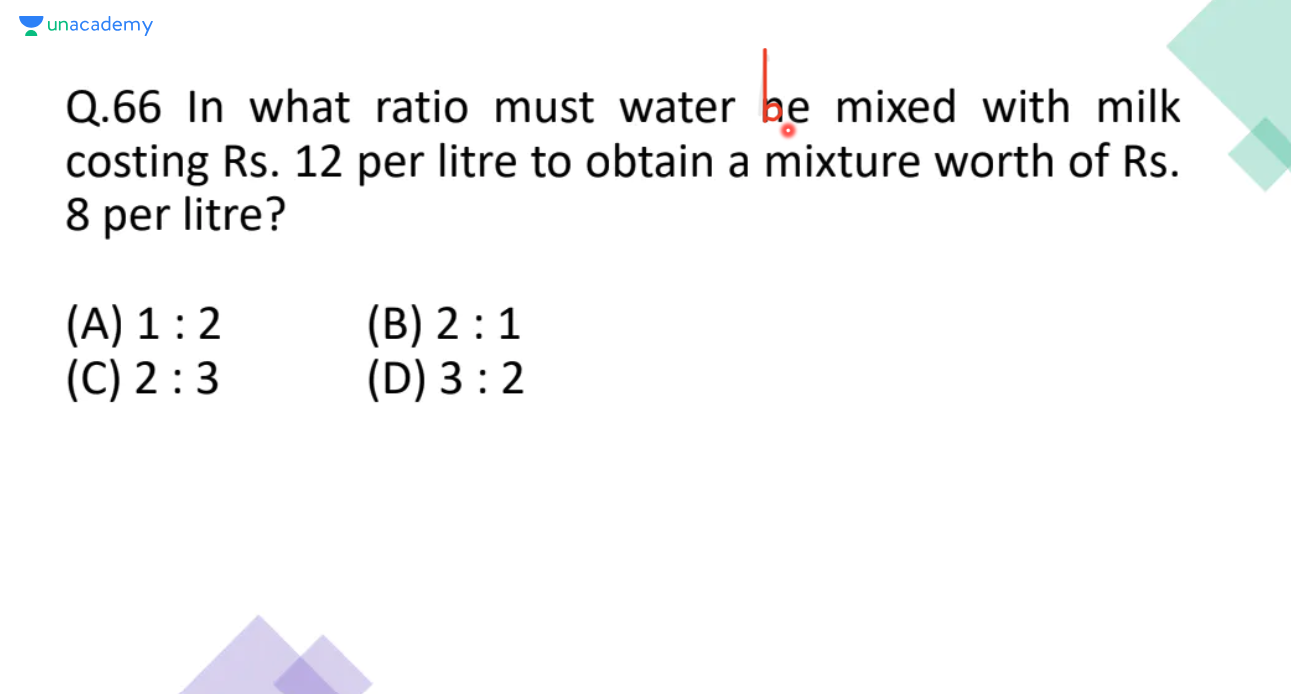 unacademy
Q.66 In what ratio must water be mixed with milk
costing Rs. 12 per litre to obtain a mixture worth of Rs.
8 per litre?
(A) 1 : 2 (B) 2 : 1
(C) 2 : 3 (D) 3 : 2